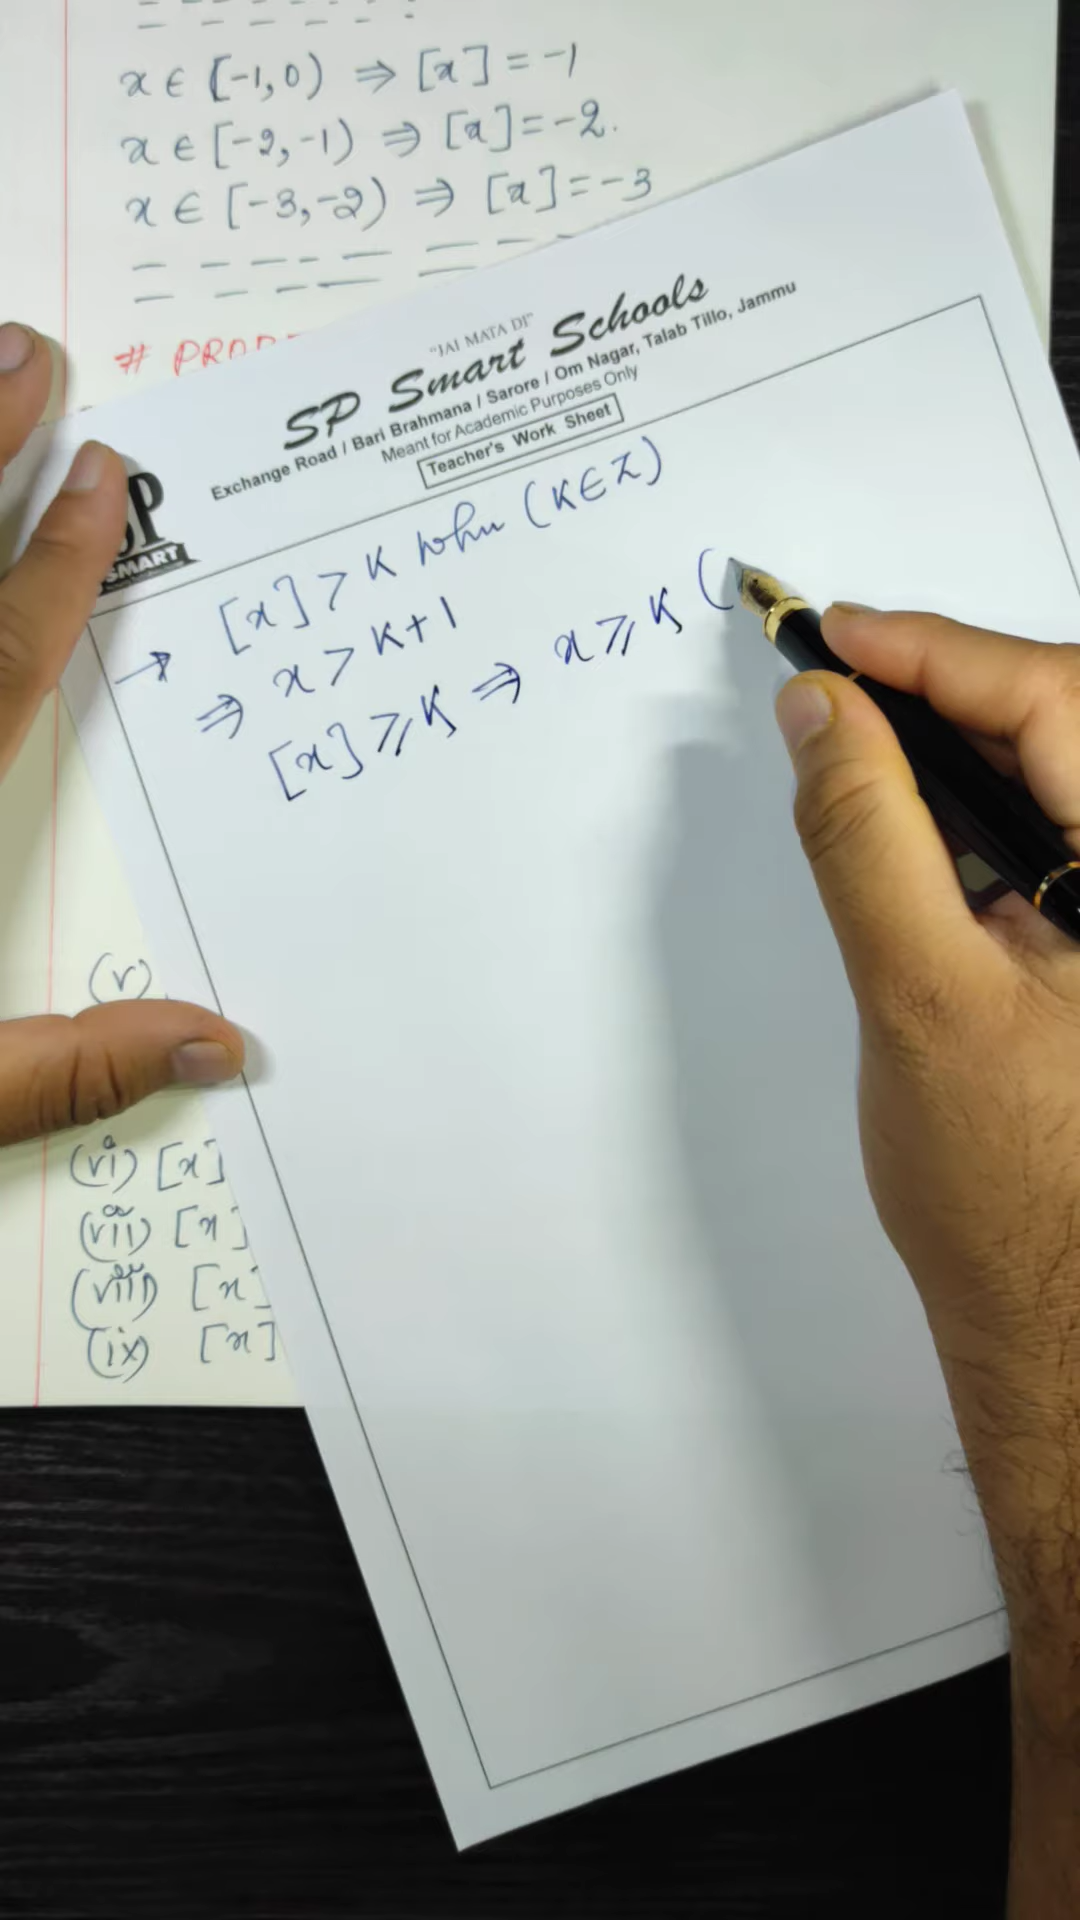 x ∈ [-1,0) ⇒ [x] = -1
x ∈ [-2,-1) ⇒ [x] = -2.
x ∈ [-3,-2) ⇒ [x] = -3
"JAI MATA DI"
SP Smart Schools
Exchange Road / Bari Brahmana / Sarore / Om Nagar, Talab Tillo, Jammu
Meant for Academic Purposes Only
Teacher's Work Sheet
SMART
→ [x] > K when (K∈Z)
⇒ x > K+1
[x] ⩾ K ⇒ x ⩾ K (
(v)
(vi) [x]
(vii) [x]
(viii) [x]
(ix) [x]